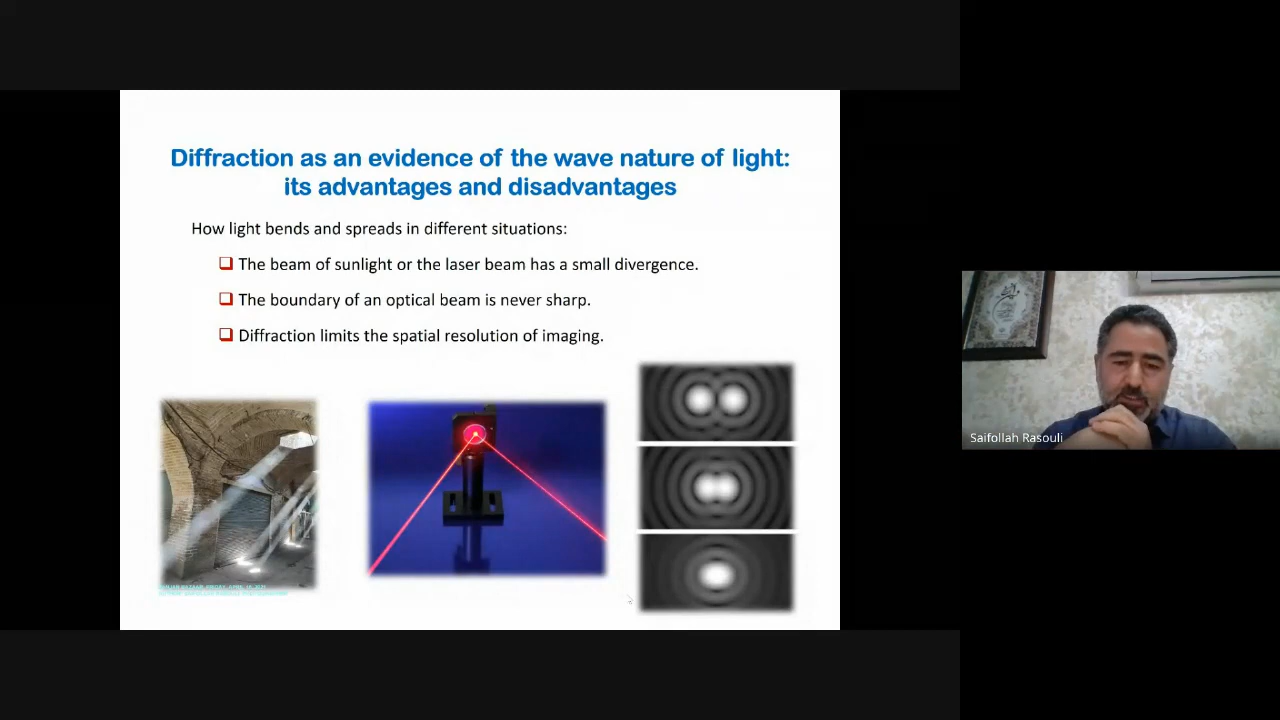 Diffraction as an evidence of the wave nature of light:
its advantages and disadvantages
How light bends and spreads in different situations:
The beam of sunlight or the laser beam has a small divergence.
The boundary of an optical beam is never sharp.
Diffraction limits the spatial resolution of imaging.
Saifollah Rasouli